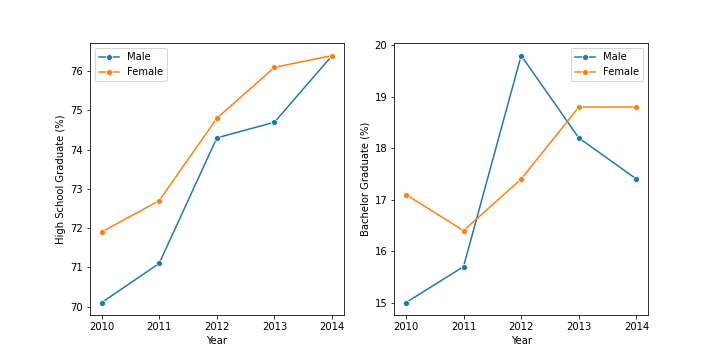 Male
Female
High School Graduate (%)
76
75
74
73
72
71
70
2010 2011 2012 2013 2014
Year
Male
Female
Bachelor Graduate (%)
20
19
18
17
16
15
2010 2011 2012 2013 2014
Year